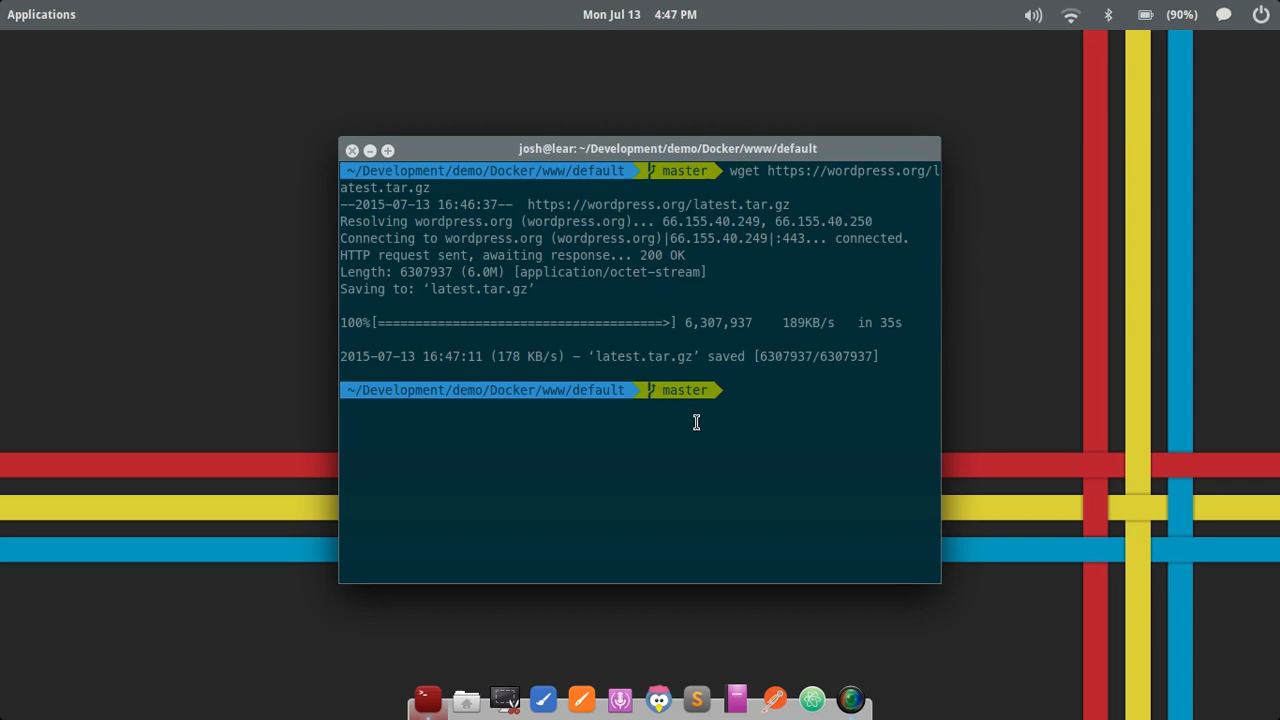 Applications
Mon Jul 13 4:47 PM
(90%)
josh@lear: ~/Development/demo/Docker/www/default
~/Development/demo/Docker/www/default master wget https://wordpress.org/l
atest.tar.gz
--2015-07-13 16:46:37-- https://wordpress.org/latest.tar.gz
Resolving wordpress.org (wordpress.org)... 66.155.40.249, 66.155.40.250
Connecting to wordpress.org (wordpress.org)|66.155.40.249|:443... connected.
HTTP request sent, awaiting response... 200 OK
Length: 6307937 (6.0M) [application/octet-stream]
Saving to: ‘latest.tar.gz’
100%[======================================>] 6,307,937 189KB/s in 35s
2015-07-13 16:47:11 (178 KB/s) – ‘latest.tar.gz’ saved [6307937/6307937]
~/Development/demo/Docker/www/default master
S